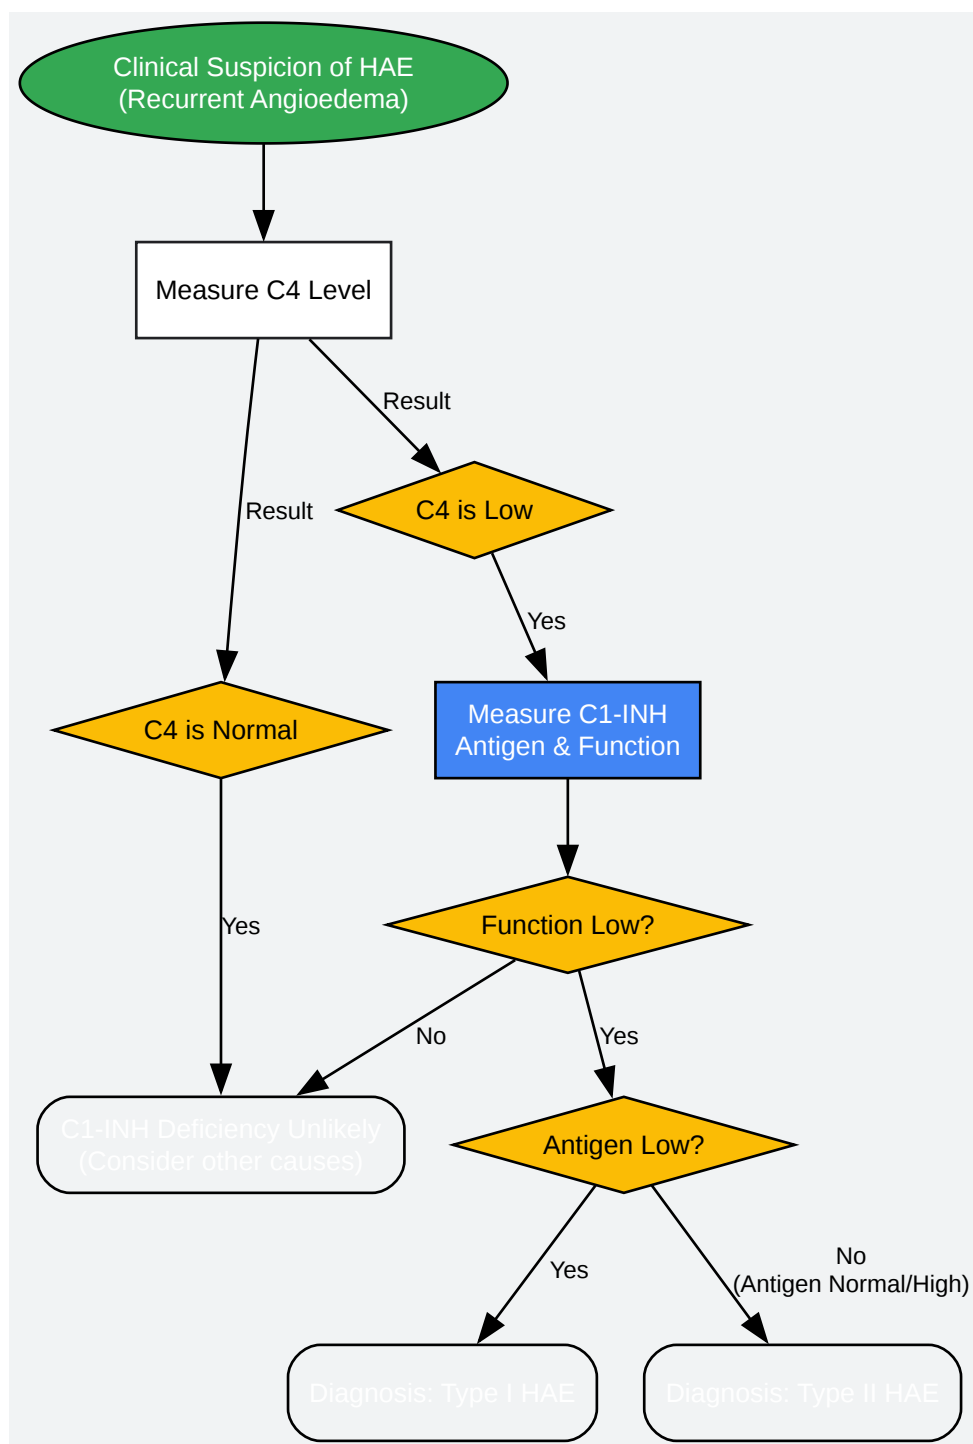 Clinical Suspicion of HAE
(Recurrent Angioedema)
Measure C4 Level
Result
C4 is Low
Result
Yes
Measure C1-INH
Antigen & Function
C4 is Normal
Function Low?
Yes
No
Yes
C1-INH Deficiency Unlikely
(Consider other causes)
Antigen Low?
Yes
No
(Antigen Normal/High)
Diagnosis: Type I HAE
Diagnosis: Type II HAE